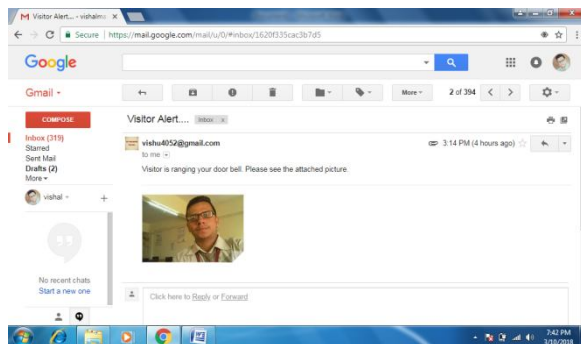 Visitor Alert... - vishalmo
Secure https://mail.google.com/mail/u/0/#inbox/1620f335cac3b7d5
Google
Gmail
More
2 of 394
COMPOSE
Inbox (319)
Starred
Sent Mail
Drafts (2)
More
vishal
No recent chats
Start a new one
Visitor Alert.... Inbox x
vishu4052@gmail.com
3:14 PM (4 hours ago)
to me
Visitor is ranging your door bell. Please see the attached picture.
Click here to Reply or Forward
7:42 PM
3/10/2018